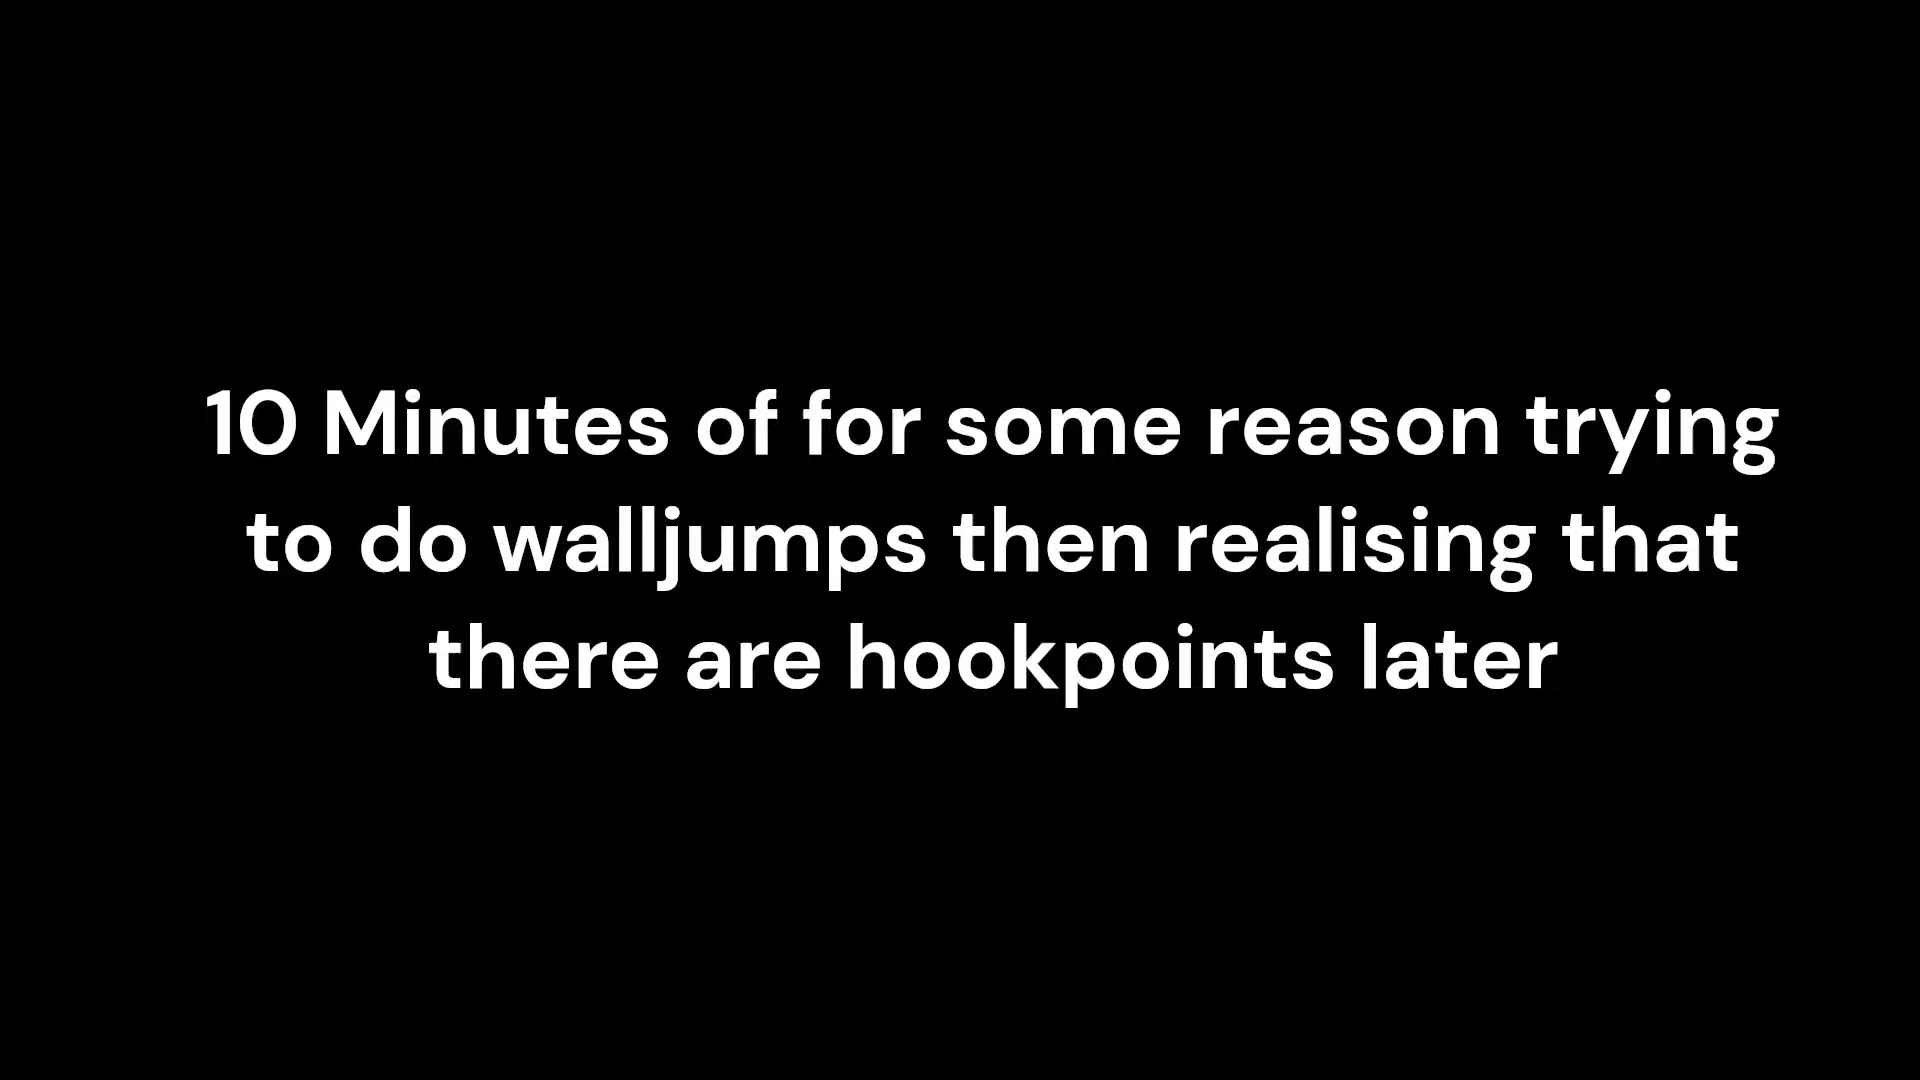 10 Minutes of for some reason trying
to do walljumps then realising that
there are hookpoints later